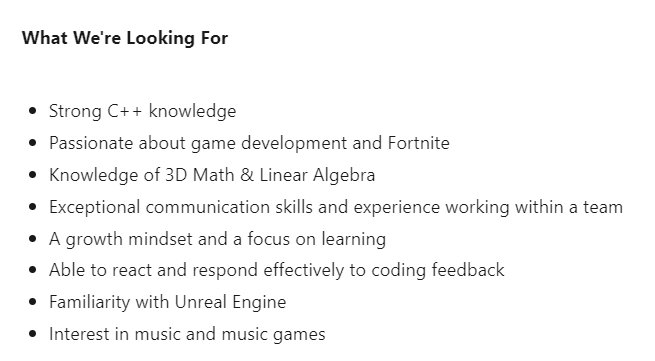 What We're Looking For
• Strong C++ knowledge
• Passionate about game development and Fortnite
• Knowledge of 3D Math & Linear Algebra
• Exceptional communication skills and experience working within a team
• A growth mindset and a focus on learning
• Able to react and respond effectively to coding feedback
• Familiarity with Unreal Engine
• Interest in music and music games